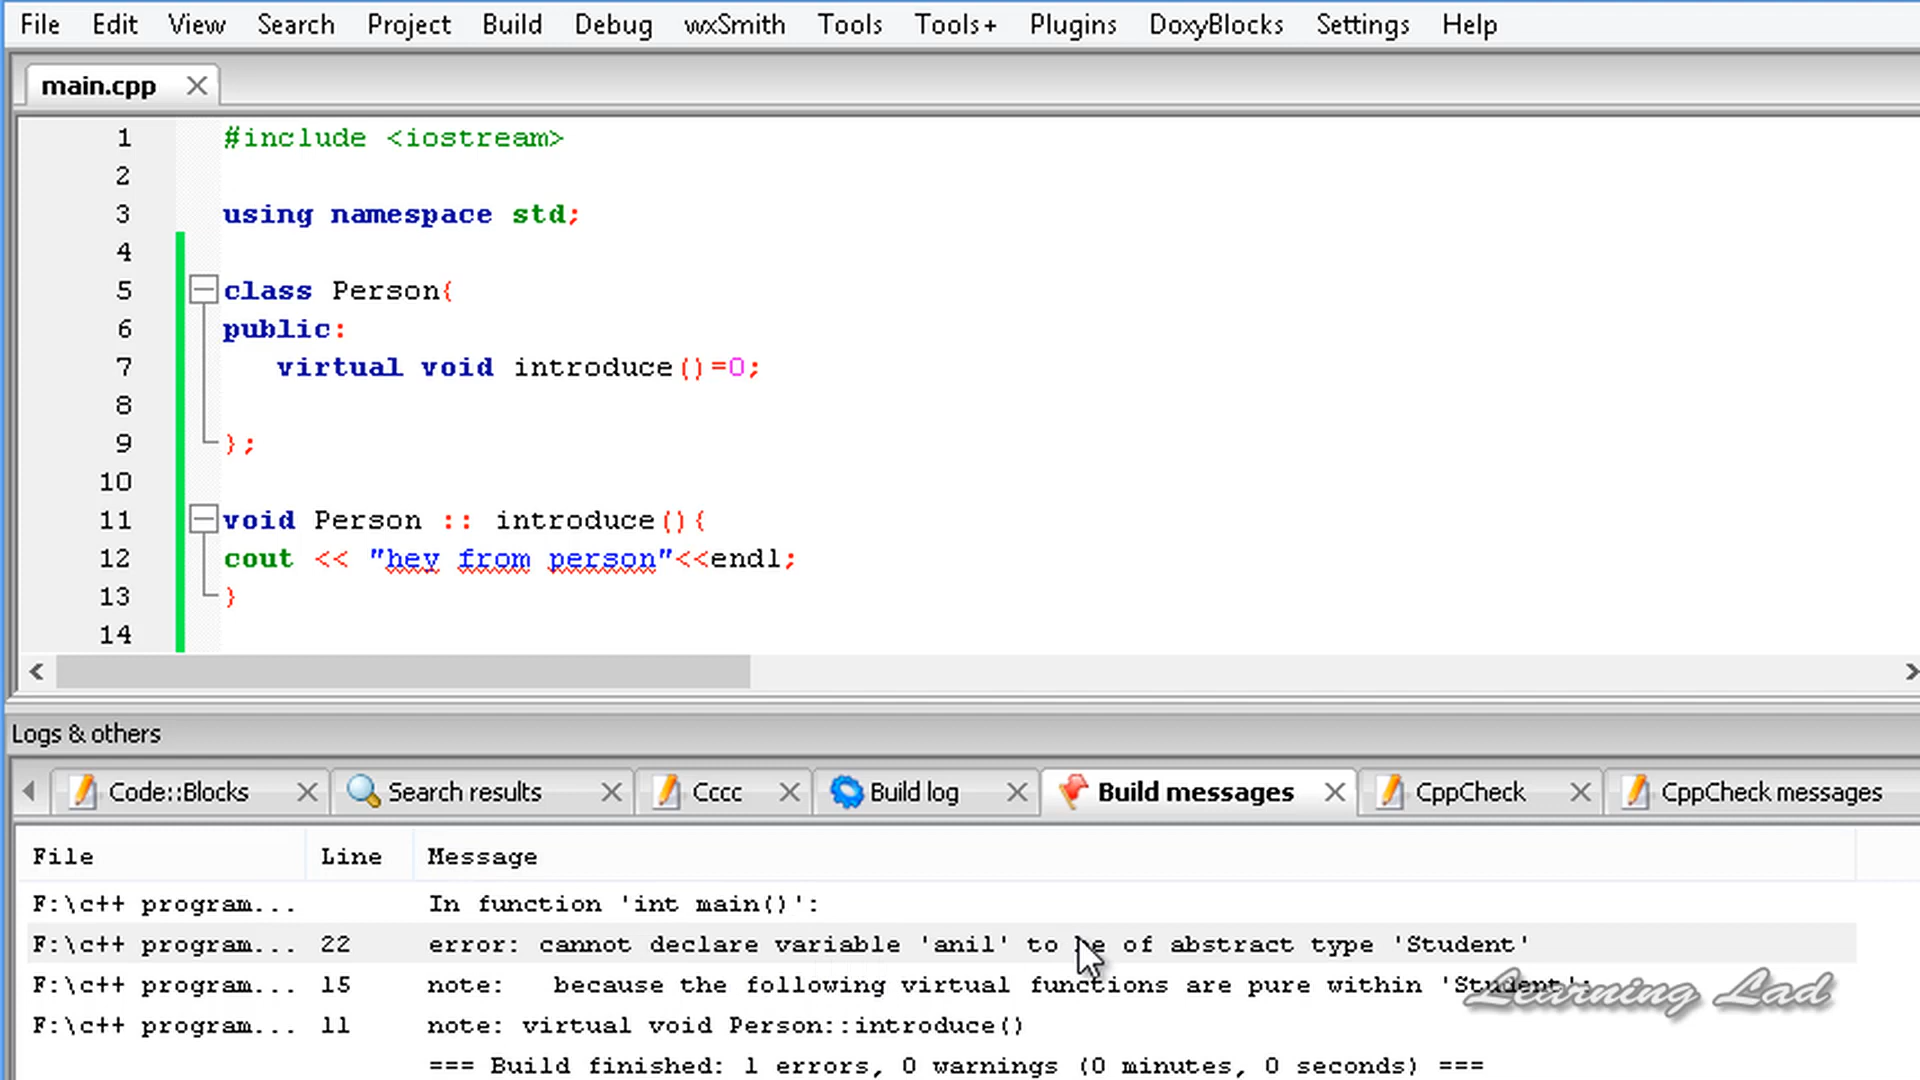 File Edit View Search Project Build Debug wxSmith Tools Tools+ Plugins DoxyBlocks Settings Help
main.cpp
1 #include <iostream>
2
3 using namespace std;
4
5 class Person{
6 public:
7 virtual void introduce()=0;
8
9 };
10
11 void Person :: introduce(){
12 cout << "hey from person"<<endl;
13 }
14
Logs & others
Code::Blocks Search results Cccc Build log Build messages CppCheck CppCheck messages
File Line Message
F:\c++ program... In function 'int main()':
F:\c++ program... 22 error: cannot declare variable 'anil' to be of abstract type 'Student'
F:\c++ program... 15 note: because the following virtual functions are pure within 'Student':
Learning Lad
F:\c++ program... 11 note: virtual void Person::introduce()
=== Build finished: 1 errors, 0 warnings (0 minutes, 0 seconds) ===